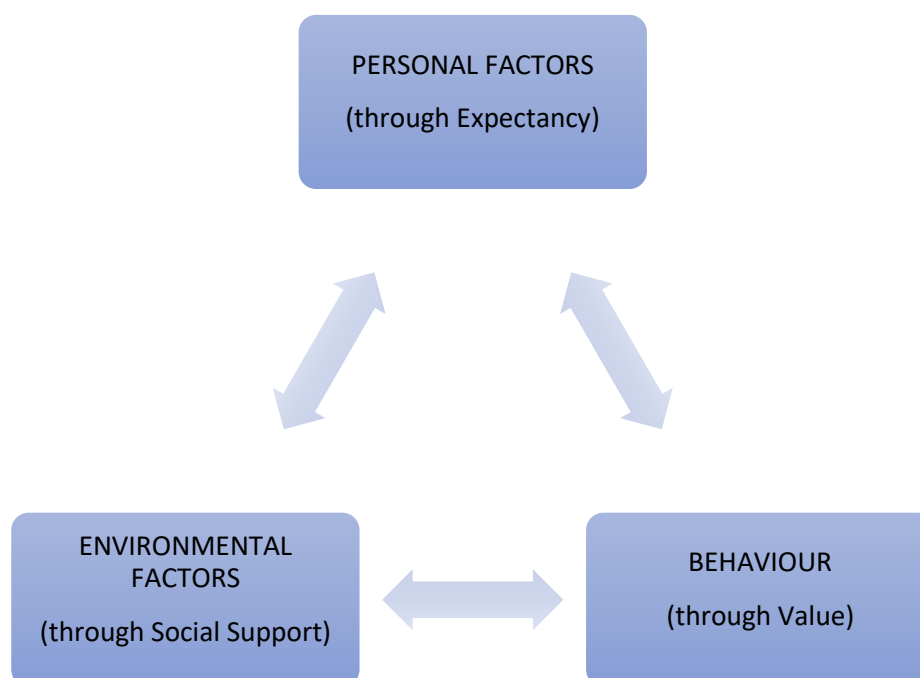 PERSONAL FACTORS
(through Expectancy)
ENVIRONMENTAL
FACTORS
(through Social Support)
BEHAVIOUR
(through Value)